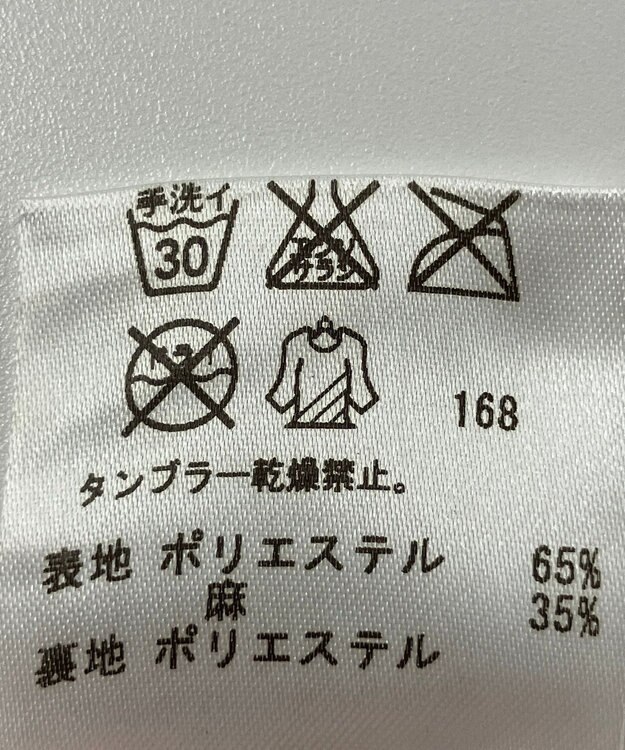 手洗イ
30
エンソ
サラシ
168
タンブラー乾燥禁止。
表地 ポリエステル 65%
麻 35%
裏地 ポリエステル